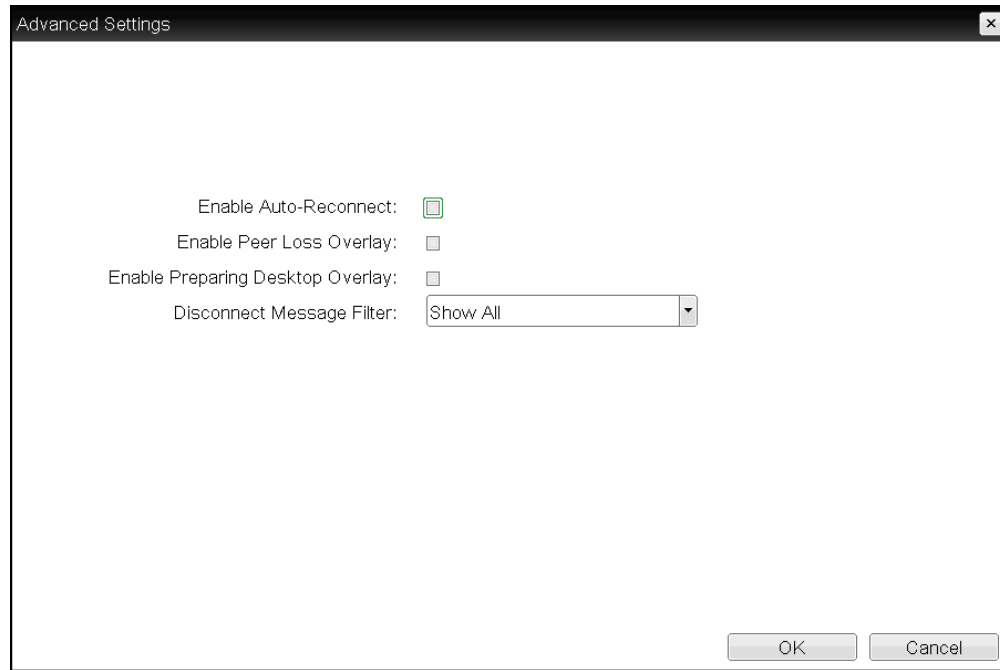 Advanced Settings
Enable Auto-Reconnect:
Enable Peer Loss Overlay:
Enable Preparing Desktop Overlay:
Disconnect Message Filter: Show All
OK Cancel